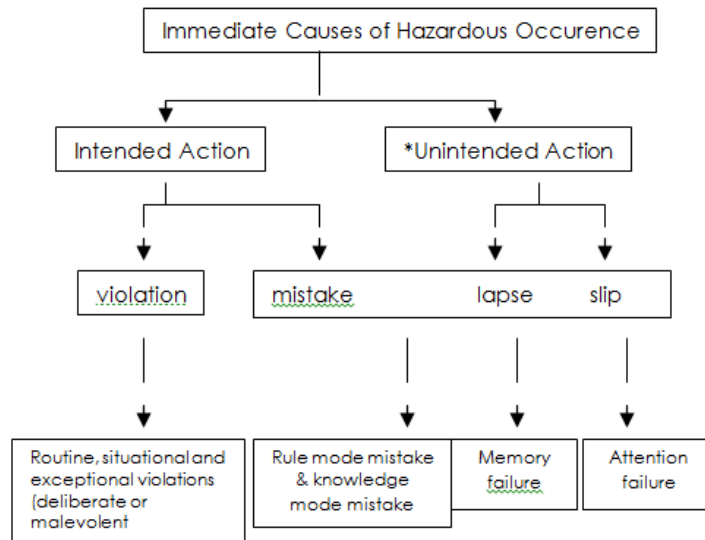 Immediate Causes of Hazardous Occurence
Intended Action
*Unintended Action
violation
mistake lapse slip
Routine, situational and
exceptional violations
(deliberate or
malevolent
Rule mode mistake
& knowledge
mode mistake
Memory
failure
Attention
failure